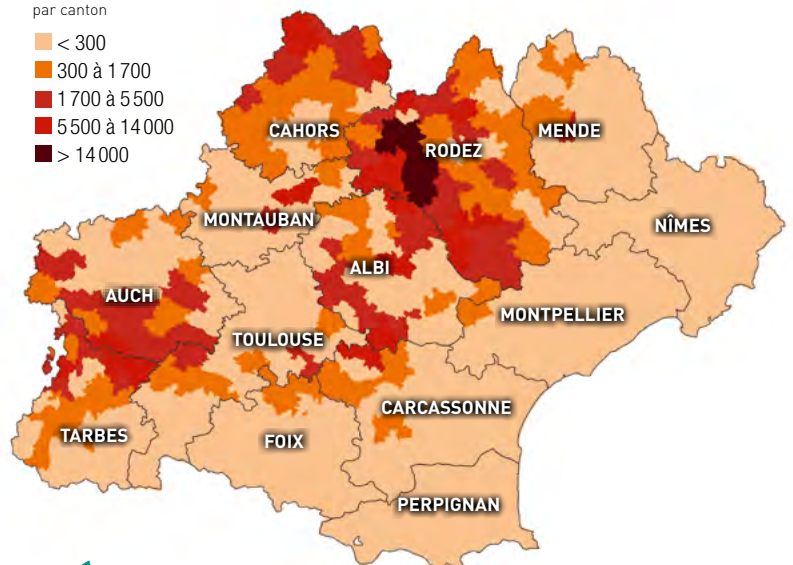 par canton
< 300
300 à 1 700
1 700 à 5 500
5 500 à 14 000
> 14 000
CAHORS
RODEZ
MENDE
MONTAUBAN
NÎMES
ALBI
AUCH
MONTPELLIER
TOULOUSE
CARCASSONNE
TARBES
FOIX
PERPIGNAN